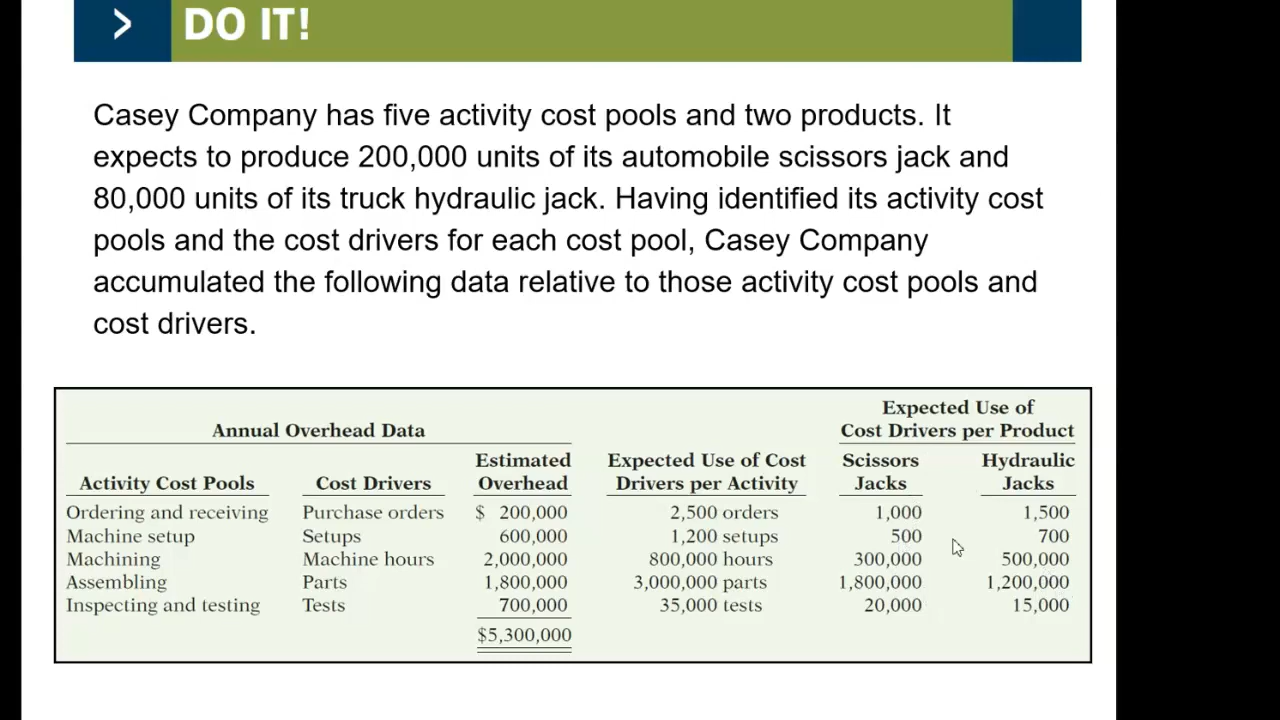 > DO IT!
Casey Company has five activity cost pools and two products. It
expects to produce 200,000 units of its automobile scissors jack and
80,000 units of its truck hydraulic jack. Having identified its activity cost
pools and the cost drivers for each cost pool, Casey Company
accumulated the following data relative to those activity cost pools and
cost drivers.
Expected Use of
Annual Overhead Data Cost Drivers per Product
Estimated Expected Use of Cost Scissors Hydraulic
Activity Cost Pools Cost Drivers Overhead Drivers per Activity Jacks Jacks
Ordering and receiving Purchase orders $ 200,000 2,500 orders 1,000 1,500
Machine setup Setups 600,000 1,200 setups 500 700
Machining Machine hours 2,000,000 800,000 hours 300,000 500,000
Assembling Parts 1,800,000 3,000,000 parts 1,800,000 1,200,000
Inspecting and testing Tests 700,000 35,000 tests 20,000 15,000
$5,300,000